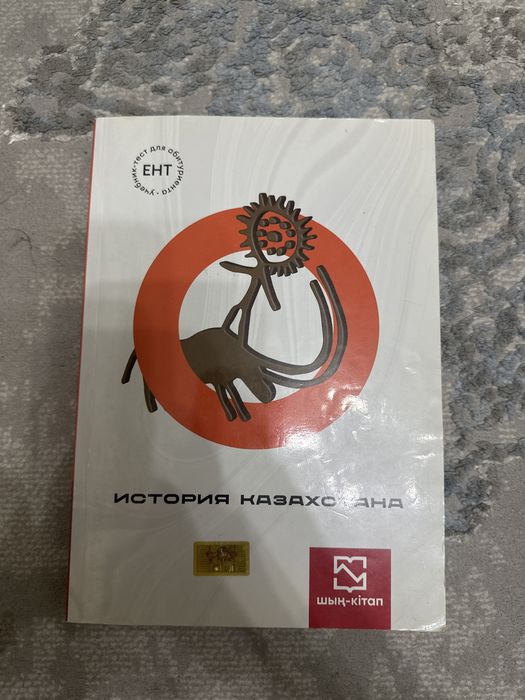 учебник-тест для абитуриента
ЕНТ
ИСТОРИЯ КАЗАХСТАНА
шың-кітап